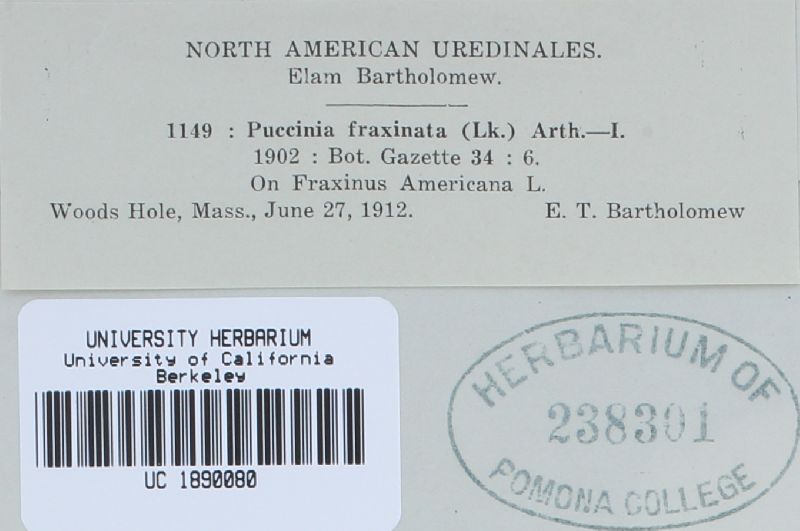 NORTH AMERICAN UREDINALES.
Elam Bartholomew.
1149 : Puccinia fraxinata (Lk.) Arth.—I.
1902 : Bot. Gazette 34 : 6.
On Fraxinus Americana L.
Woods Hole, Mass., June 27, 1912. E. T. Bartholomew
UNIVERSITY HERBARIUM
University of California
Berkeley
UC 1890080
HERBARIUM OF
238301
POMONA COLLEGE